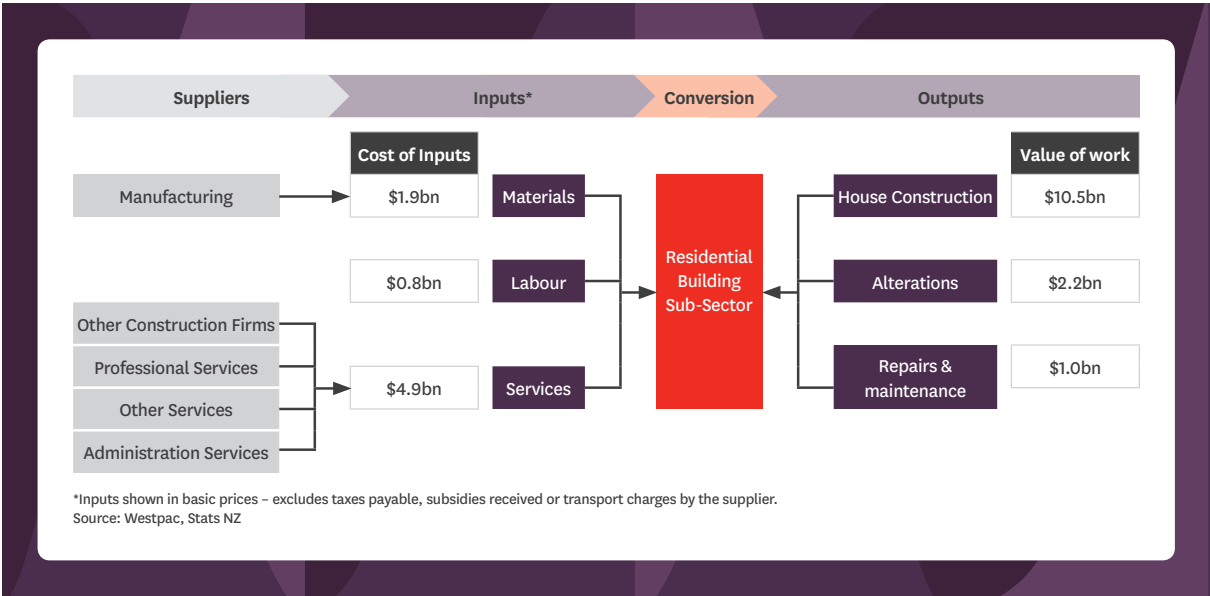 Suppliers
Inputs*
Conversion
Outputs
Cost of Inputs
Value of work
Manufacturing
$1.9bn
Materials
House Construction
$10.5bn
$0.8bn
Labour
Residential
Building
Sub-Sector
Alterations
$2.2bn
Other Construction Firms
Professional Services
Other Services
Administration Services
$4.9bn
Services
Repairs &
maintenance
$1.0bn
*Inputs shown in basic prices – excludes taxes payable, subsidies received or transport charges by the supplier.
Source: Westpac, Stats NZ